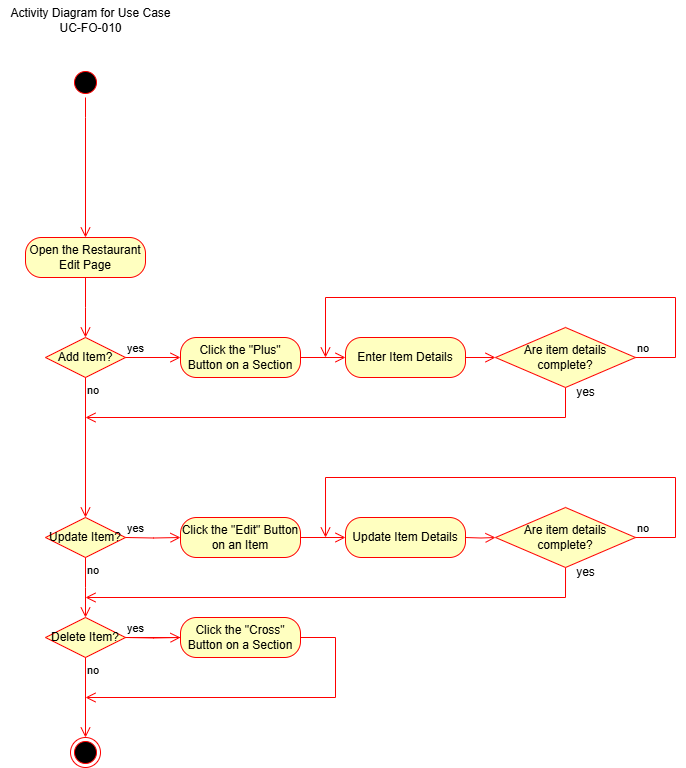 Activity Diagram for Use Case
UC-FO-010
Open the Restaurant
Edit Page
Add Item?
yes
Click the "Plus"
Button on a Section
Enter Item Details
Are item details
complete?
no
no
yes
Update Item?
yes
Click the "Edit" Button
on an Item
Update Item Details
Are item details
complete?
no
no
yes
Delete Item?
yes
Click the "Cross"
Button on a Section
no